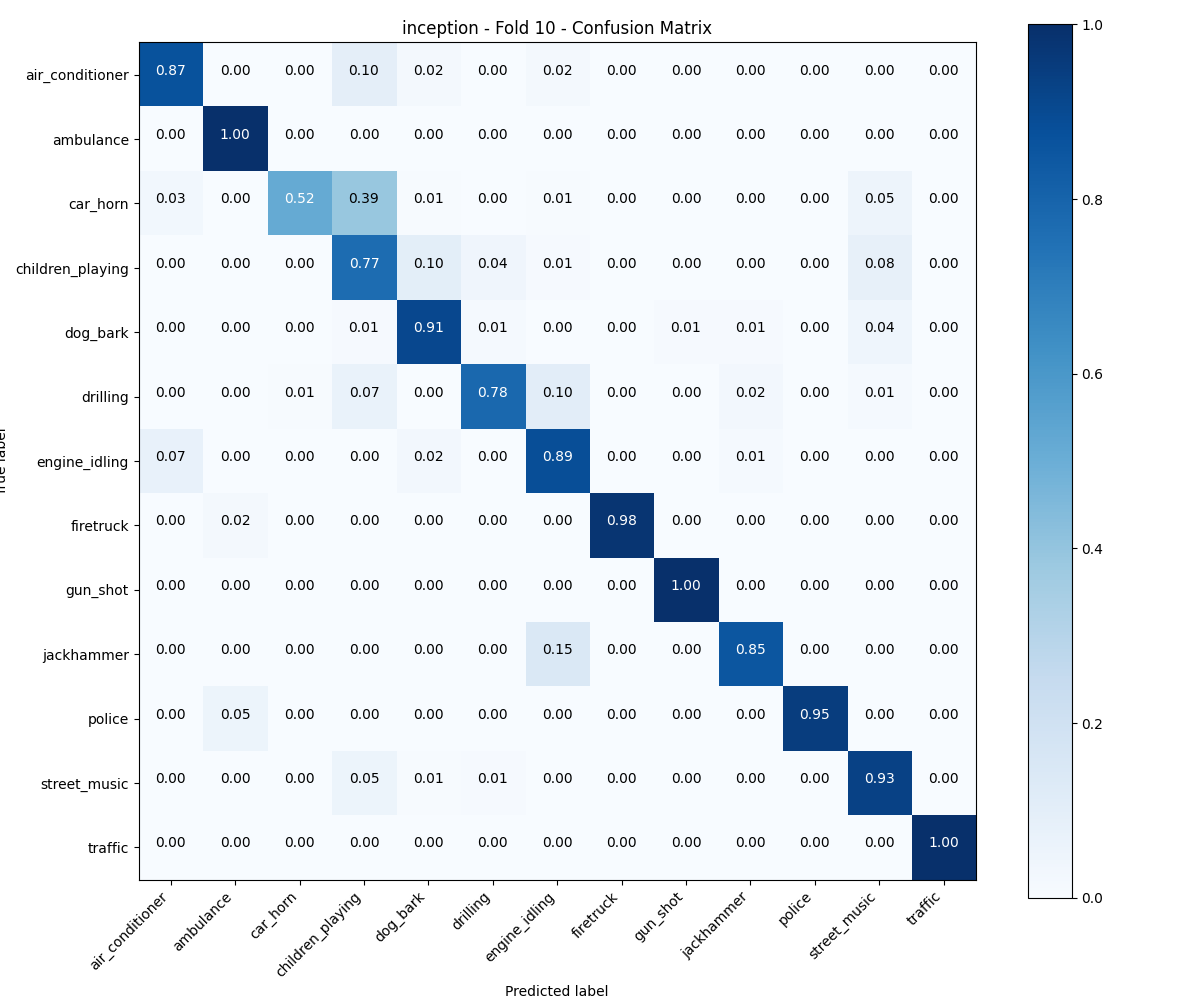 inception - Fold 10 - Confusion Matrix
air_conditioner 0.87 0.00 0.00 0.10 0.02 0.00 0.02 0.00 0.00 0.00 0.00 0.00 0.00
ambulance 0.00 1.00 0.00 0.00 0.00 0.00 0.00 0.00 0.00 0.00 0.00 0.00 0.00
car_horn 0.03 0.00 0.52 0.39 0.01 0.00 0.01 0.00 0.00 0.00 0.00 0.05 0.00
children_playing 0.00 0.00 0.00 0.77 0.10 0.04 0.01 0.00 0.00 0.00 0.00 0.08 0.00
dog_bark 0.00 0.00 0.00 0.01 0.91 0.01 0.00 0.00 0.01 0.01 0.00 0.04 0.00
drilling 0.00 0.00 0.01 0.07 0.00 0.78 0.10 0.00 0.00 0.02 0.00 0.01 0.00
engine_idling 0.07 0.00 0.00 0.00 0.02 0.00 0.89 0.00 0.00 0.01 0.00 0.00 0.00
firetruck 0.00 0.02 0.00 0.00 0.00 0.00 0.00 0.98 0.00 0.00 0.00 0.00 0.00
gun_shot 0.00 0.00 0.00 0.00 0.00 0.00 0.00 0.00 1.00 0.00 0.00 0.00 0.00
jackhammer 0.00 0.00 0.00 0.00 0.00 0.00 0.15 0.00 0.00 0.85 0.00 0.00 0.00
police 0.00 0.05 0.00 0.00 0.00 0.00 0.00 0.00 0.00 0.00 0.95 0.00 0.00
street_music 0.00 0.00 0.00 0.05 0.01 0.01 0.00 0.00 0.00 0.00 0.00 0.93 0.00
traffic 0.00 0.00 0.00 0.00 0.00 0.00 0.00 0.00 0.00 0.00 0.00 0.00 1.00
air_conditioner ambulance car_horn children_playing dog_bark drilling engine_idling firetruck gun_shot jackhammer police street_music traffic
Predicted label
label
1.0
0.8
0.6
0.4
0.2
0.0